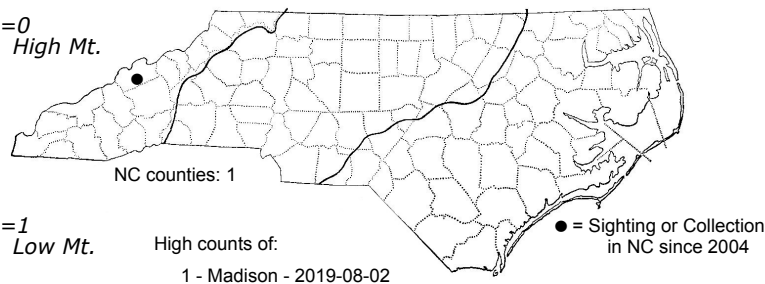 =0
High Mt.
NC counties: 1
=1
Low Mt.
High counts of:
1 - Madison - 2019-08-02
● = Sighting or Collection
in NC since 2004